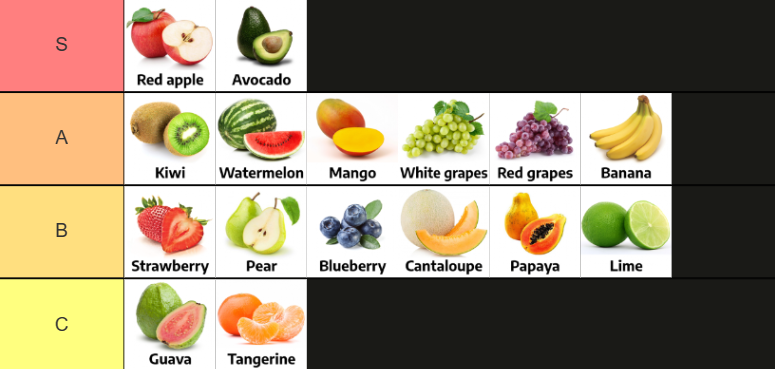 S
Red apple
Avocado
A
Kiwi
Watermelon
Mango
White grapes
Red grapes
Banana
B
Strawberry
Pear
Blueberry
Cantaloupe
Papaya
Lime
C
Guava
Tangerine